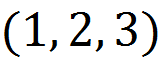 (1, 2, 3)